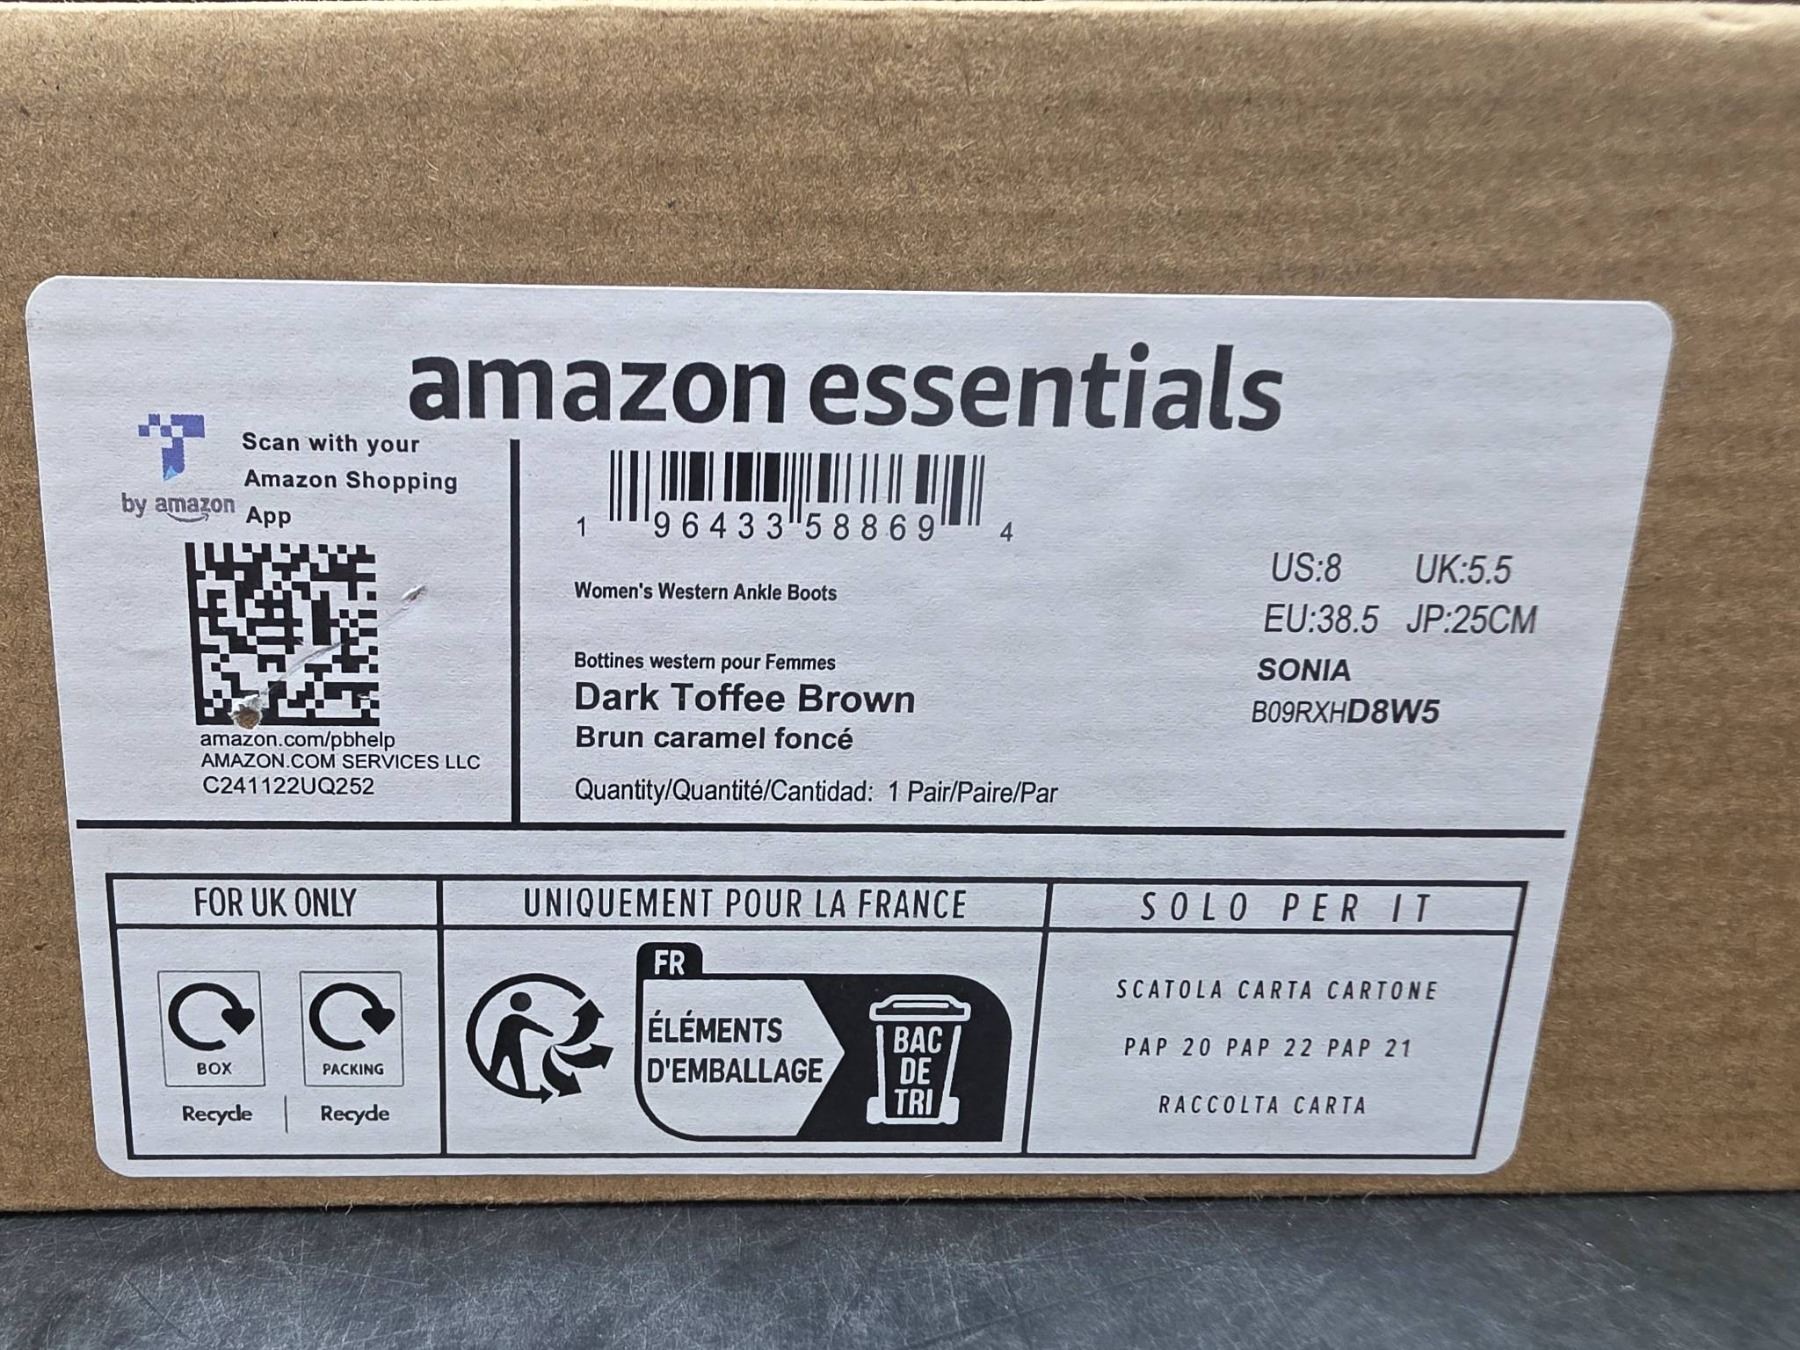 amazon essentials
Scan with your
Amazon Shopping
App
by amazon
amazon.com/pbhelp
AMAZON.COM SERVICES LLC
C241122UQ252
1 96433 58869 4
Women's Western Ankle Boots
Bottines western pour Femmes
Dark Toffee Brown
Brun caramel foncé
Quantity/Quantité/Cantidad: 1 Pair/Paire/Par
US:8 UK:5.5
EU:38.5 JP:25CM
SONIA
B09RXHD8W5
FOR UK ONLY
BOX
PACKING
Recycle
Recycle
UNIQUEMENT POUR LA FRANCE
FR
ÉLÉMENTS
D'EMBALLAGE
BAC
DE
TRI
SOLO PER IT
SCATOLA CARTA CARTONE
PAP 20 PAP 22 PAP 21
RACCOLTA CARTA